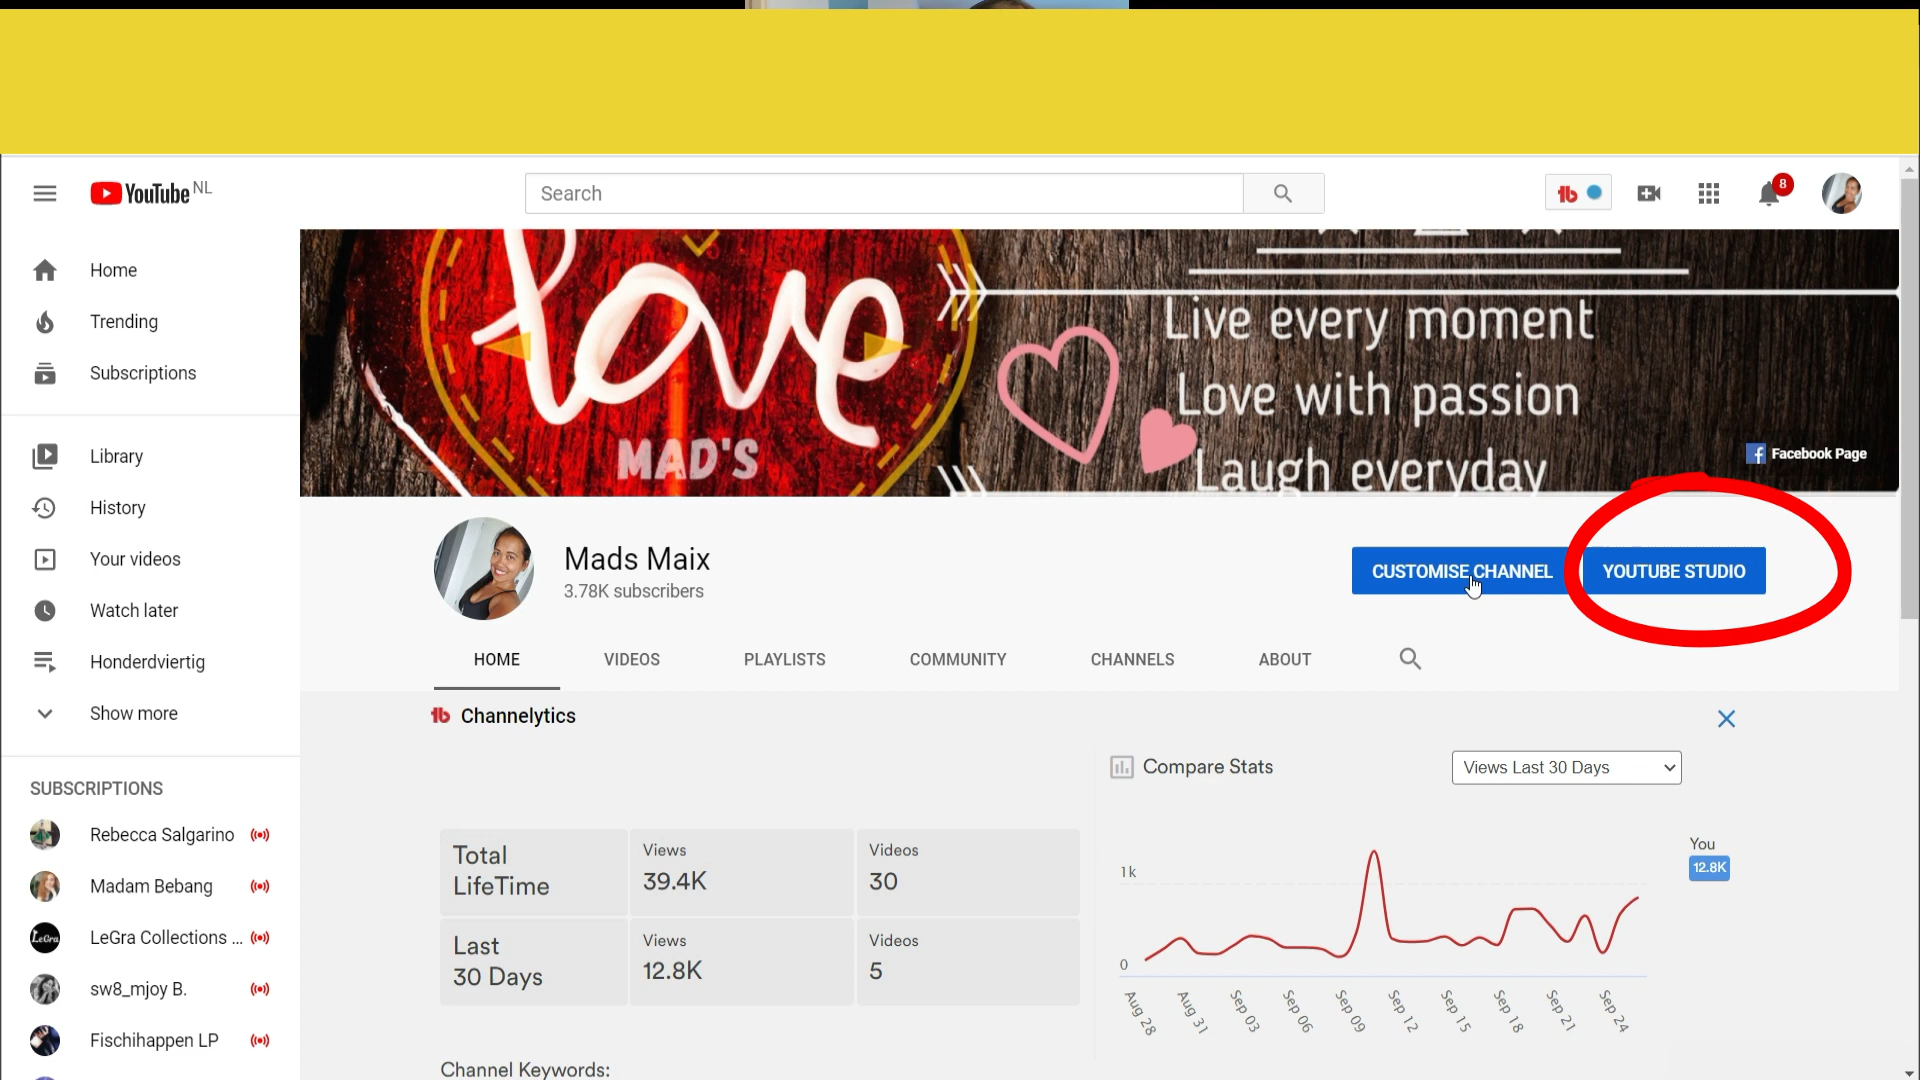 YouTube NL
Search
8
Home
Trending
Subscriptions
Library
History
Your videos
Watch later
Honderdviertig
Show more
SUBSCRIPTIONS
Rebecca Salgarino
Madam Bebang
LeGra Collections ...
LeGra
sw8_mjoy B.
Fischihappen LP
love
MAD'S
Live every moment
Love with passion
Laugh everyday
Facebook Page
Mads Maix
3.78K subscribers
CUSTOMISE CHANNEL
YOUTUBE STUDIO
HOME
VIDEOS
PLAYLISTS
COMMUNITY
CHANNELS
ABOUT
Channelytics
Total
LifeTime
Views
39.4K
Videos
30
Last
30 Days
Views
12.8K
Videos
5
Channel Keywords:
Compare Stats
Views Last 30 Days
You
12.8K
1k
0
Aug 28
Aug 31
Sep 03
Sep 06
Sep 09
Sep 12
Sep 15
Sep 18
Sep 21
Sep 24